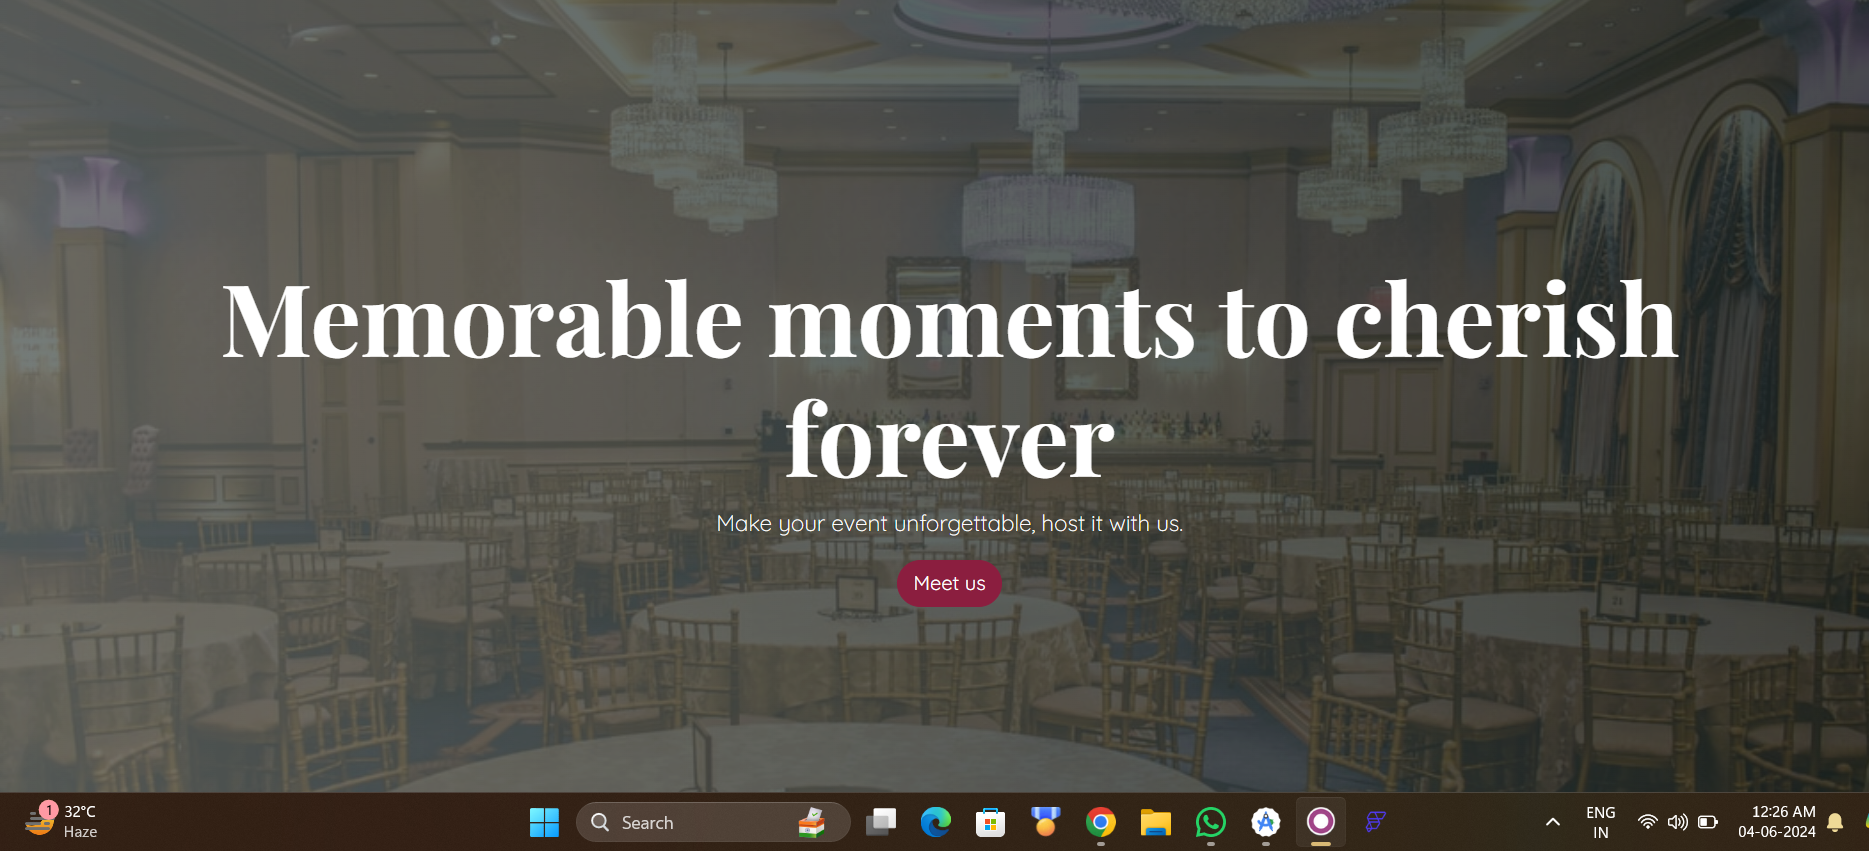 Memorable moments to cherish
forever
Make your event unforgettable, host it with us.
Meet us
1
32°C
Haze
Search
ENG
IN
12:26 AM
04-06-2024